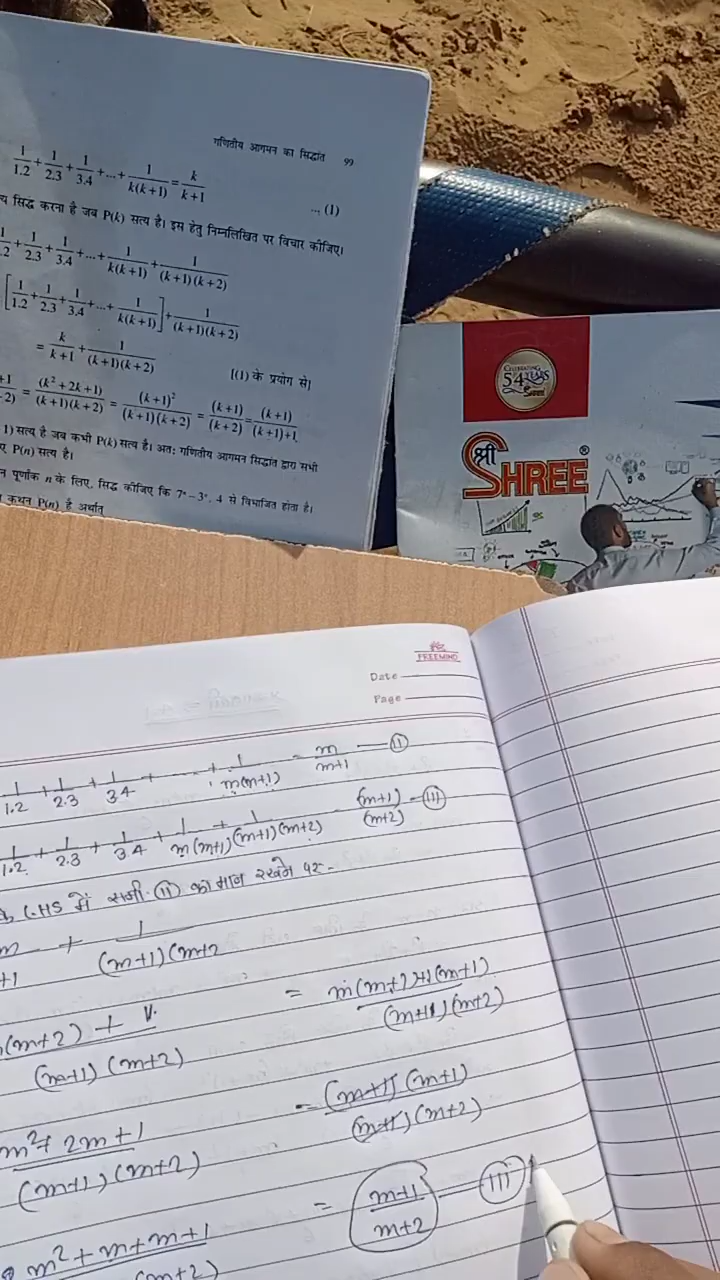 गणितीय आगमन का सिद्धांत 99
1/1.2 + 1/2.3 + 1/3.4 + ... + 1/k(k+1) = k/k+1 ... (1)
सिद्ध करना है जब P(k) सत्य है। इस हेतु निम्नलिखित पर विचार कीजिए।
+ 1/2.3 + 1/3.4 + ... + 1/k(k+1) + 1/(k+1)(k+2)
[1/1.2 + 1/2.3 + 1/3.4 + ... + 1/k(k+1)] + 1/(k+1)(k+2)
= k/k+1 + 1/(k+1)(k+2) [(1) के प्रयोग से]
= (k²+2k+1)/(k+1)(k+2) = (k+1)²/(k+1)(k+2) = (k+1)/(k+2) = (k+1)/(k+1)+1
1) सत्य है जब कभी P(k) सत्य है। अतः गणितीय आगमन सिद्धांत द्वारा सभी
P(n) सत्य है।
पूर्णांक n के लिए, सिद्ध कीजिए कि 7ⁿ – 3ⁿ, 4 से विभाजित होता है।
कथन P(n) है अर्थात्
CELEBRATING
54 YEARS
SHREE
श्री
SHREE®
FREEMIND
Date
Page
1/1.2 + 1/2.3 + 1/3.4 + ---- + 1/m(m+1) = m/m+1 — (II)
1/1.2 + 1/2.3 + 1/3.4 + 1/m(m+1) + 1/(m+1)(m+2) = (m+1)/(m+2) — (III)
के LHS में समी. (II) का मान रखने पर -
+ 1/(m+1)(m+2
(m+2) + 1/(m+1)(m+2) = m(m+2)+1(m+1)/(m+1)(m+2)
m²+2m+1/(m+1)(m+2) = (m+1)(m+1)/(m+1)(m+2)
m²+m+m+1/(m+2) = m+1/m+2 — (III)